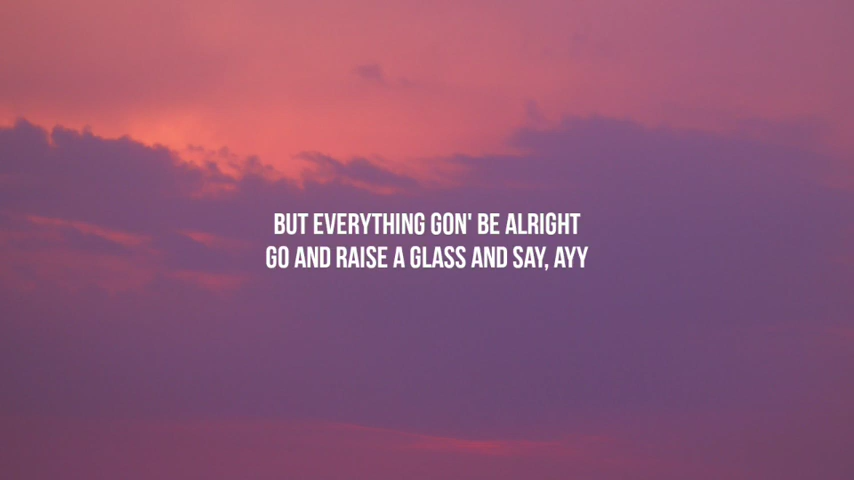 BUT EVERYTHING GON' BE ALRIGHT
GO AND RAISE A GLASS AND SAY, AYY